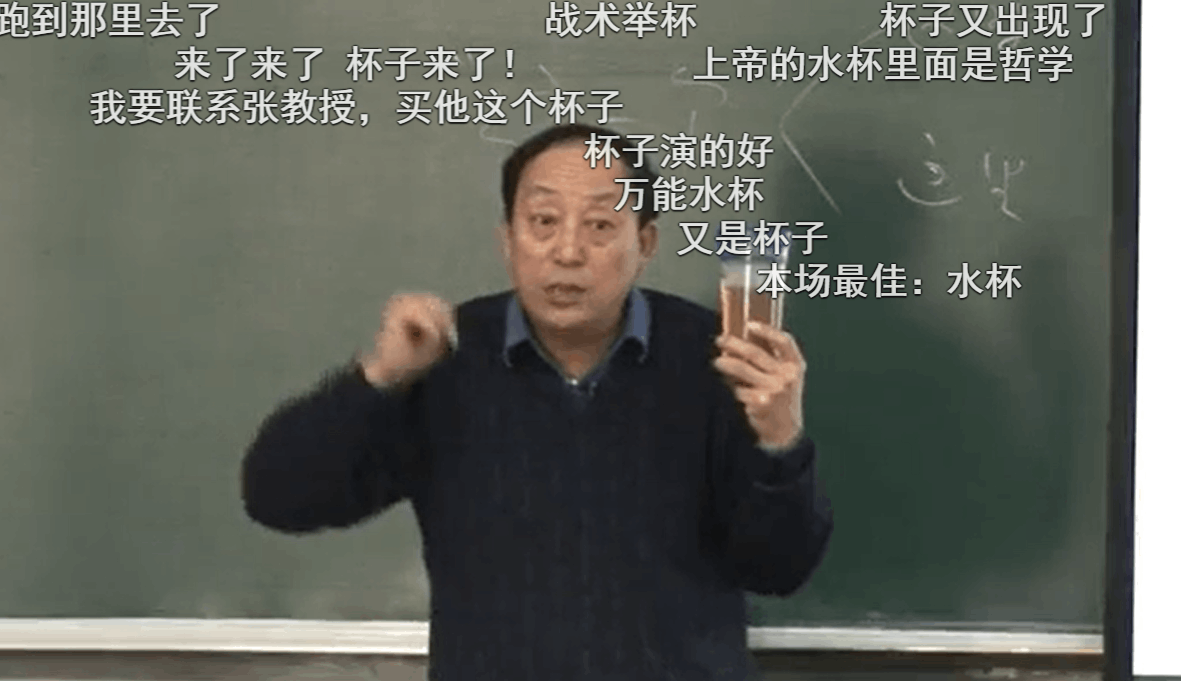 跑到那里去了
战术举杯
杯子又出现了
来了来了 杯子来了！
上帝的水杯里面是哲学
我要联系张教授，买他这个杯子
杯子演的好
万能水杯
又是杯子
本场最佳：水杯